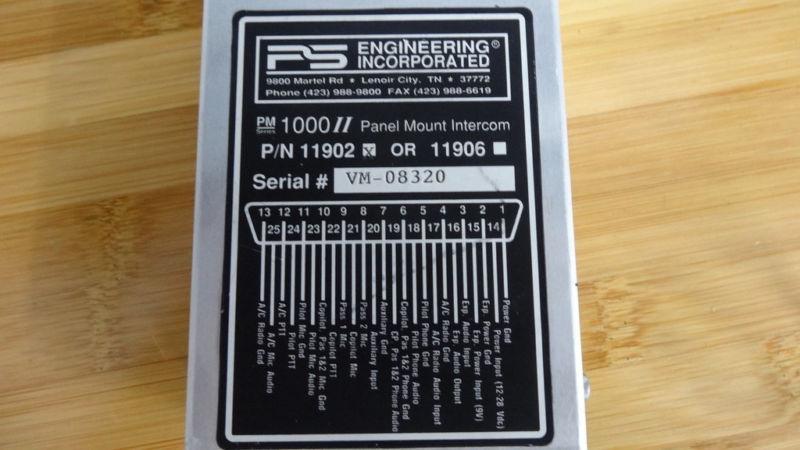 PS ENGINEERING®
INCORPORATED
9800 Martel Rd * Lenoir City, TN * 37772
Phone (423) 988-9800 FAX (423) 988-6619
PM Series 1000 II Panel Mount Intercom
P/N 11902 x OR 11906
Serial # VM-08320
13 12 11 10 9 8 7 6 5 4 3 2 1
25 24 23 22 21 20 19 18 17 16 15 14
A/C Radio Gnd
A/C Mic Audio
A/C PTT
Pilot PTT
Pilot Mic Gnd
Pilot Mic Audio
Copilot, Pas 1&2 Mic Gnd
Copilot PTT
Pass 1 Mic
Copilot Mic
Pass 2 Mic
Auxiliary Input
Auxiliary Gnd
CP, Pas 1&2 Phone Audio
Copilot, Pas 1&2 Phone Gnd
Pilot Phone Audio
Pilot Phone Gnd
A/C Radio Audio Input
A/C Radio Gnd
Exp. Audio Output
Exp. Audio Input
Exp. Power Input (9V)
Exp. Power Gnd
Power Input (12-28 Vdc)
Power Gnd